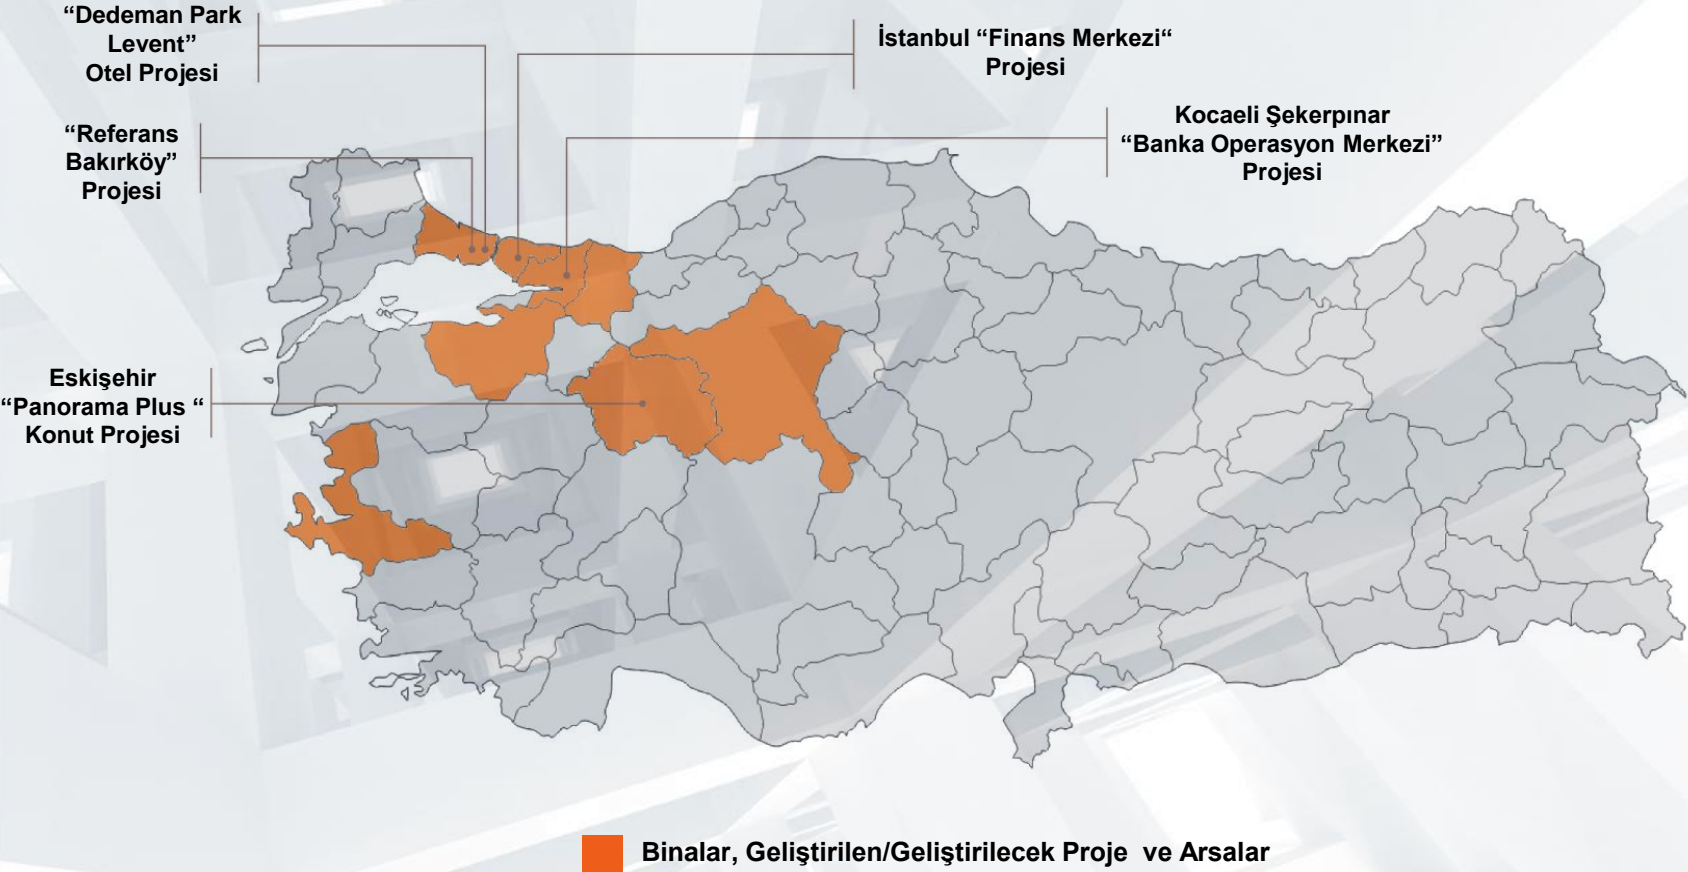 “Dedeman Park
Levent”
Otel Projesi
İstanbul “Finans Merkezi“
Projesi
Kocaeli Şekerpınar
“Banka Operasyon Merkezi”
Projesi
“Referans
Bakırköy”
Projesi
Eskişehir
“Panorama Plus “
Konut Projesi
Binalar, Geliştirilen/Geliştirilecek Proje ve Arsalar